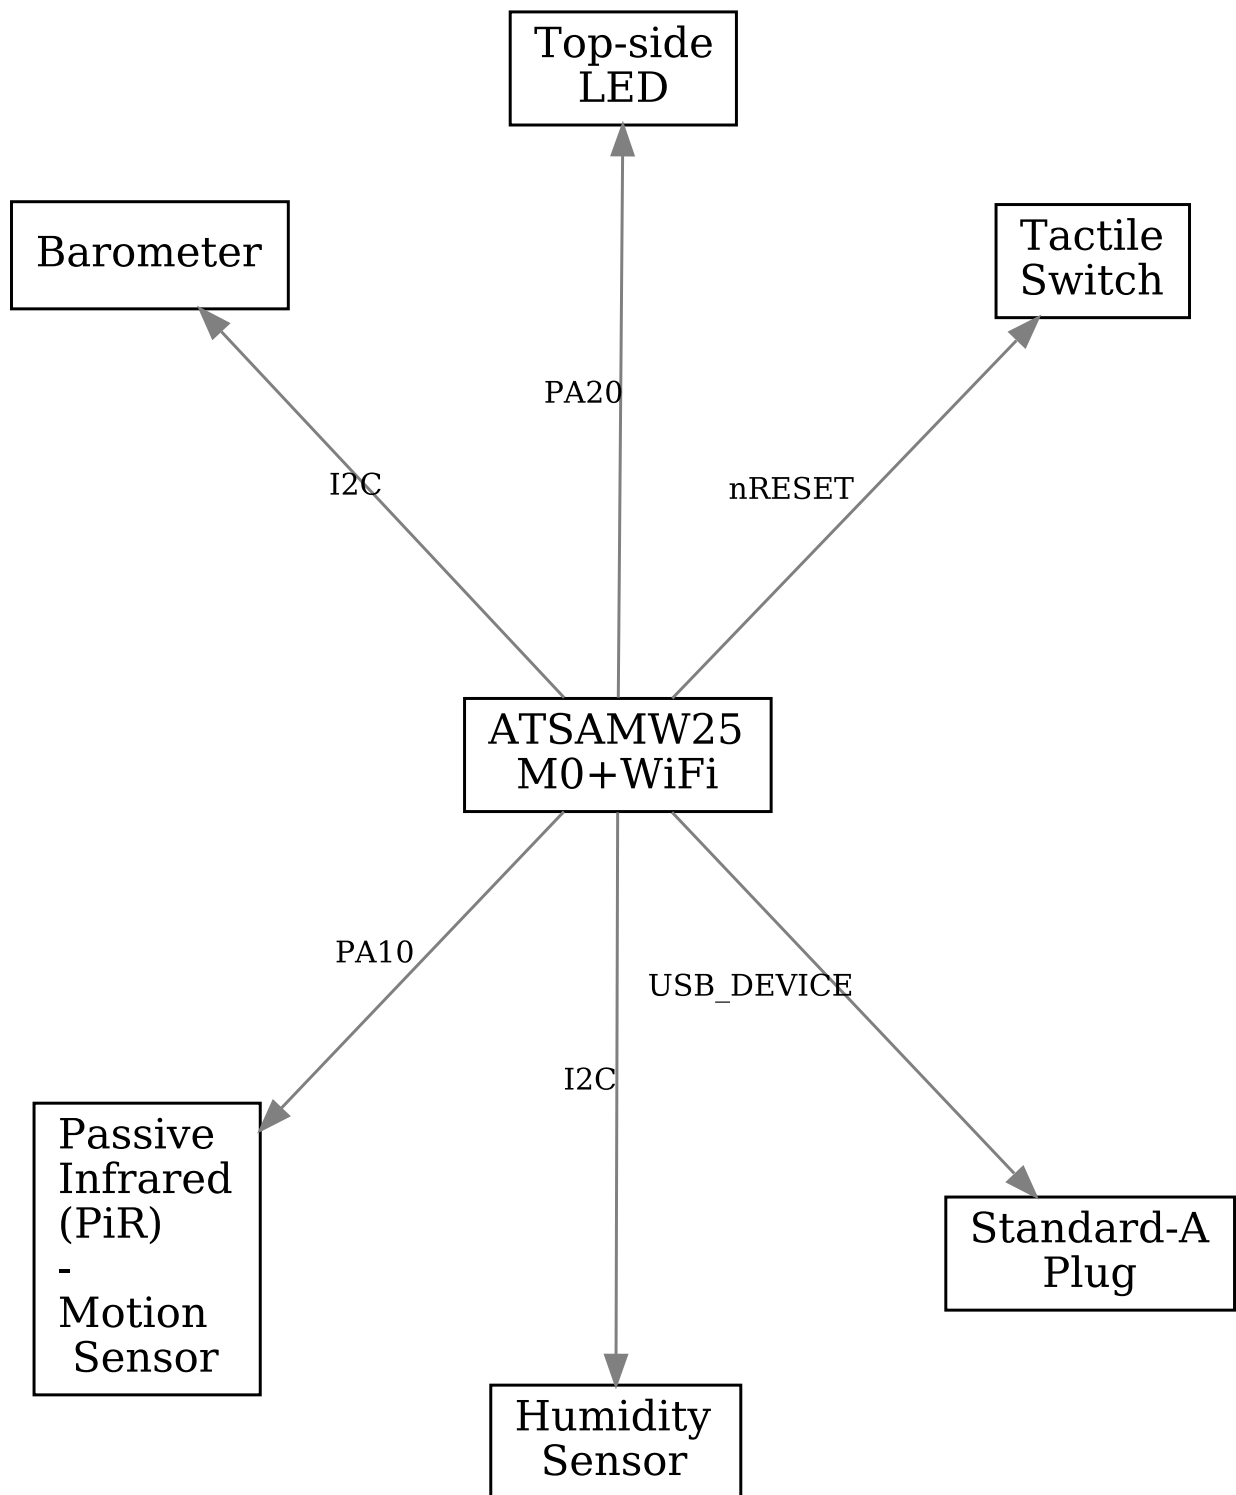 Top-side
LED
Barometer
Tactile
Switch
PA20
I2C
nRESET
ATSAMW25
M0+WiFi
PA10
USB_DEVICE
I2C
Passive
Infrared
(PiR)
-
Motion
Sensor
Standard-A
Plug
Humidity
Sensor